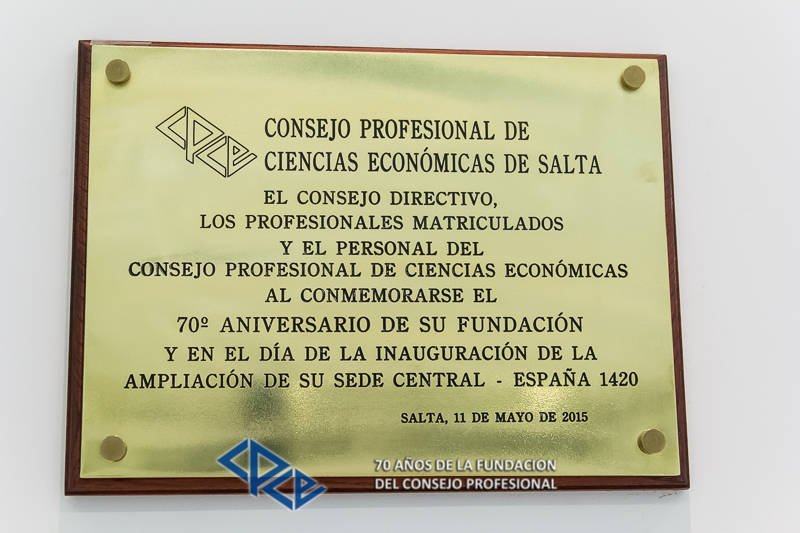 CPCE
CONSEJO PROFESIONAL DE
CIENCIAS ECONÓMICAS DE SALTA
EL CONSEJO DIRECTIVO,
LOS PROFESIONALES MATRICULADOS
Y EL PERSONAL DEL
CONSEJO PROFESIONAL DE CIENCIAS ECONÓMICAS
AL CONMEMORARSE EL
70º ANIVERSARIO DE SU FUNDACIÓN
Y EN EL DÍA DE LA INAUGURACIÓN DE LA
AMPLIACIÓN DE SU SEDE CENTRAL - ESPAÑA 1420
SALTA, 11 DE MAYO DE 2015
CPCE
70 AÑOS DE LA FUNDACION
DEL CONSEJO PROFESIONAL